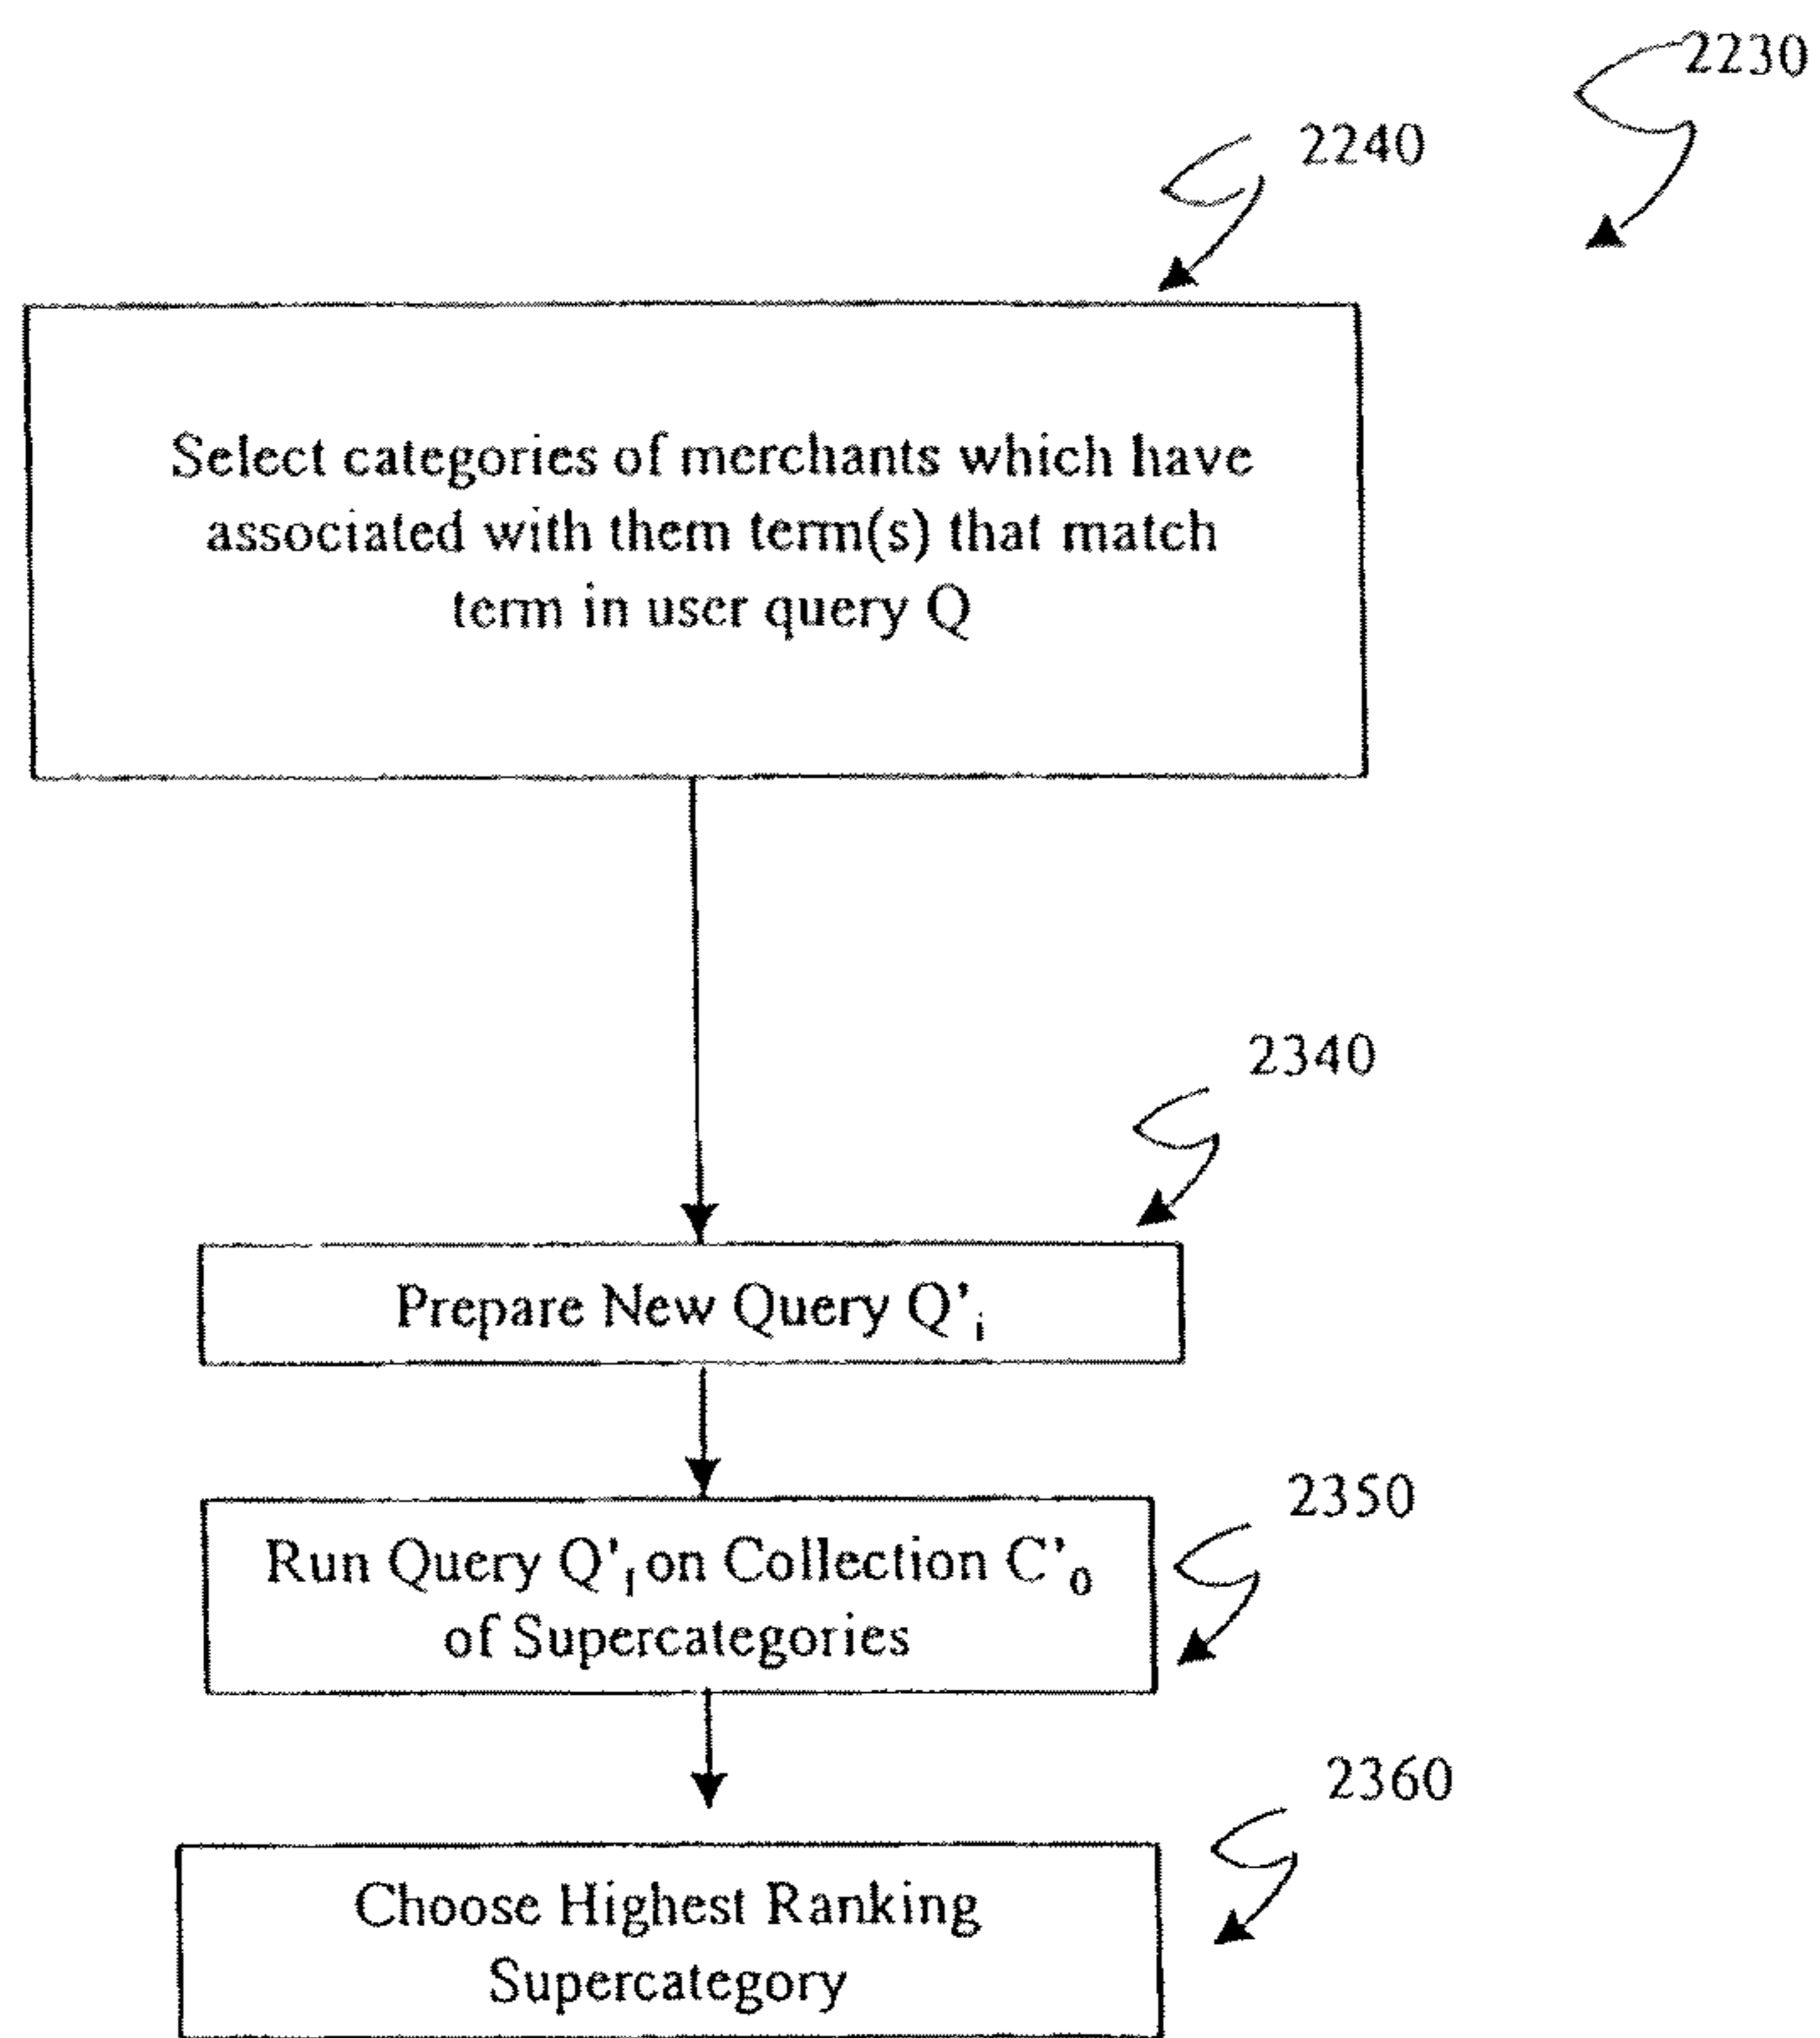 2230
2240
Select categories of merchants which have
associated with them term(s) that match
term in user query Q
2340
Prepare New Query Q'i
2350
Run Query Q'i on Collection C'0
of Supercategories
2360
Choose Highest Ranking
Supercategory